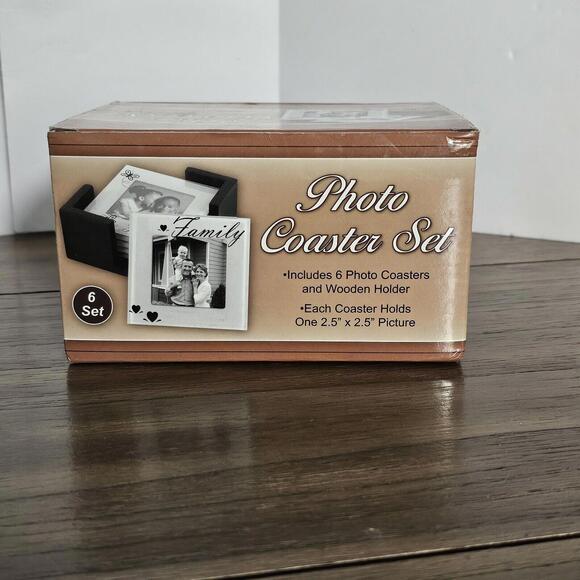 Photo
Coaster Set
•Includes 6 Photo Coasters
and Wooden Holder
•Each Coaster Holds
One 2.5" x 2.5" Picture
Family
6
Set